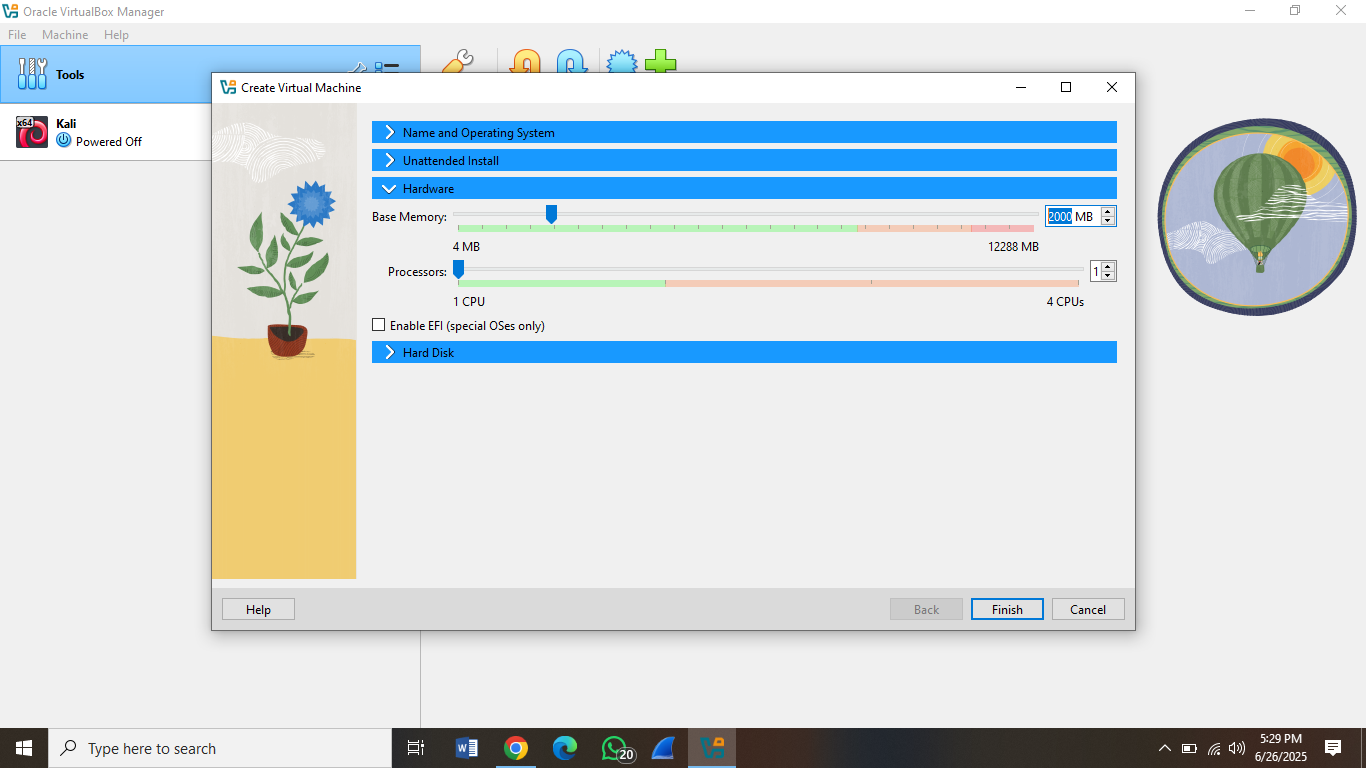 Oracle VirtualBox Manager
File Machine Help
Tools
x64
Kali
Powered Off
Create Virtual Machine
Name and Operating System
Unattended Install
Hardware
Base Memory: 2000 MB
4 MB 12288 MB
Processors: 1
1 CPU 4 CPUs
Enable EFI (special OSes only)
Hard Disk
Help Back Finish Cancel
Type here to search
20
5:29 PM
6/26/2025